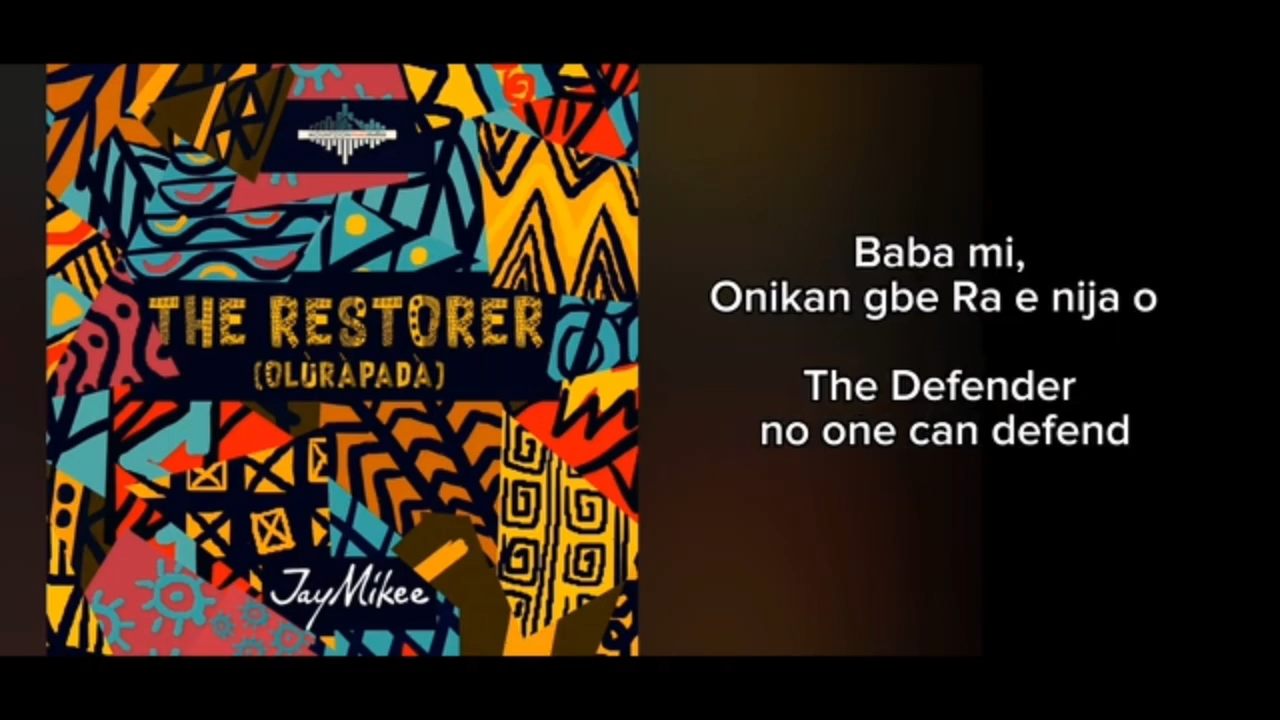 THE RESTORER
(OLÙRÀPADÀ)
JayMikee
Baba mi,
Onikan gbe Ra e nija o
The Defender
no one can defend